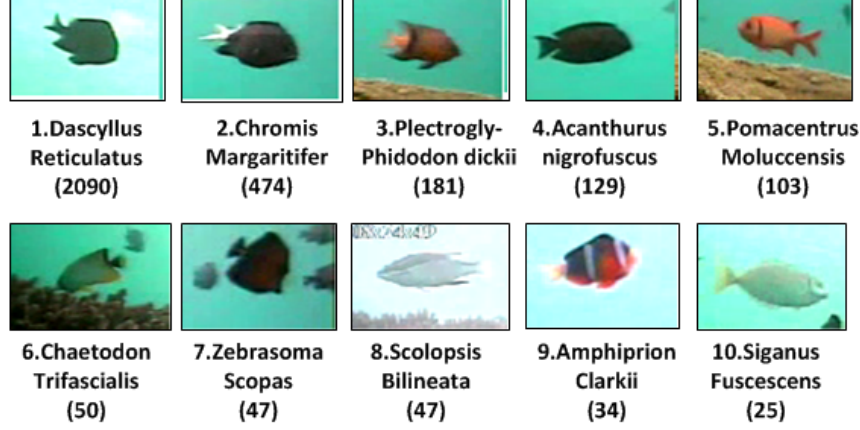 1.Dascyllus
Reticulatus
(2090)
2.Chromis
Margaritifer
(474)
3.Plectrogly-
Phidodon dickii
(181)
4.Acanthurus
nigrofuscus
(129)
5.Pomacentrus
Moluccensis
(103)
6.Chaetodon
Trifascialis
(50)
7.Zebrasoma
Scopas
(47)
8.Scolopsis
Bilineata
(47)
9.Amphiprion
Clarkii
(34)
10.Siganus
Fuscescens
(25)